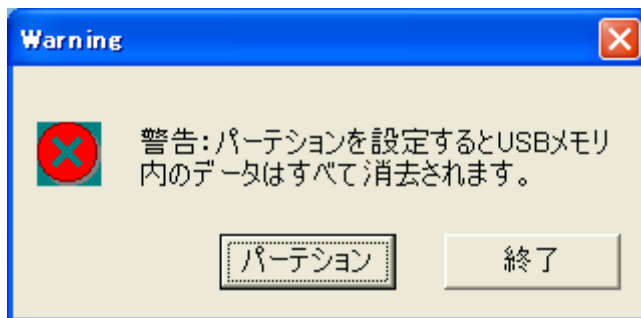 Warning
警告:パーテションを設定するとUSBメモリ
内のデータはすべて消去されます。
パーテション
終了